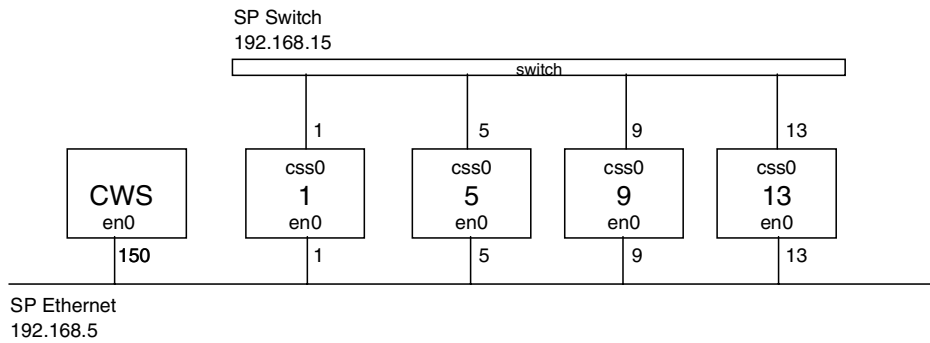 SP Switch
192.168.15
switch
1 5 9 13
css0 css0 css0 css0
CWS 1 5 9 13
en0 en0 en0 en0 en0
150 1 5 9 13
SP Ethernet
192.168.5